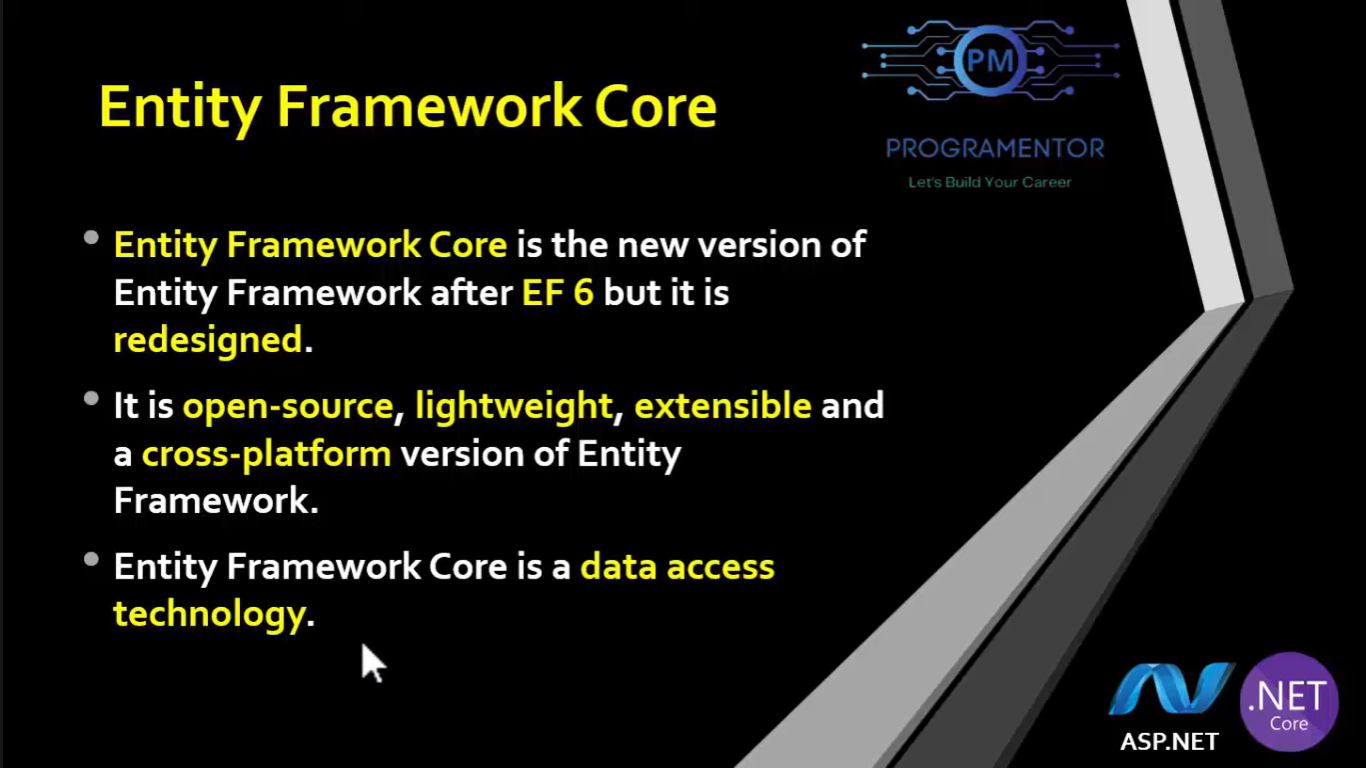 PM
PROGRAMENTOR
Let's Build Your Career
Entity Framework Core
Entity Framework Core is the new version of
Entity Framework after EF 6 but it is
redesigned.
It is open-source, lightweight, extensible and
a cross-platform version of Entity
Framework.
Entity Framework Core is a data access
technology.
ASP.NET
.NET
Core